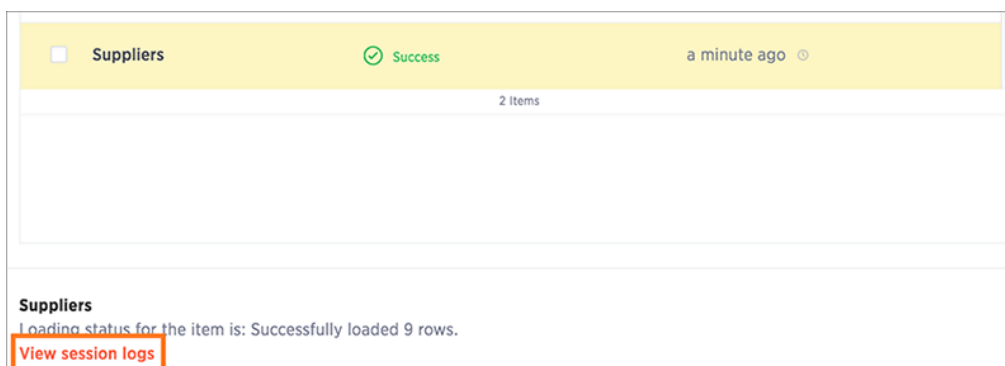 Suppliers Success a minute ago
2 Items
Suppliers
Loading status for the item is: Successfully loaded 9 rows.
View session logs